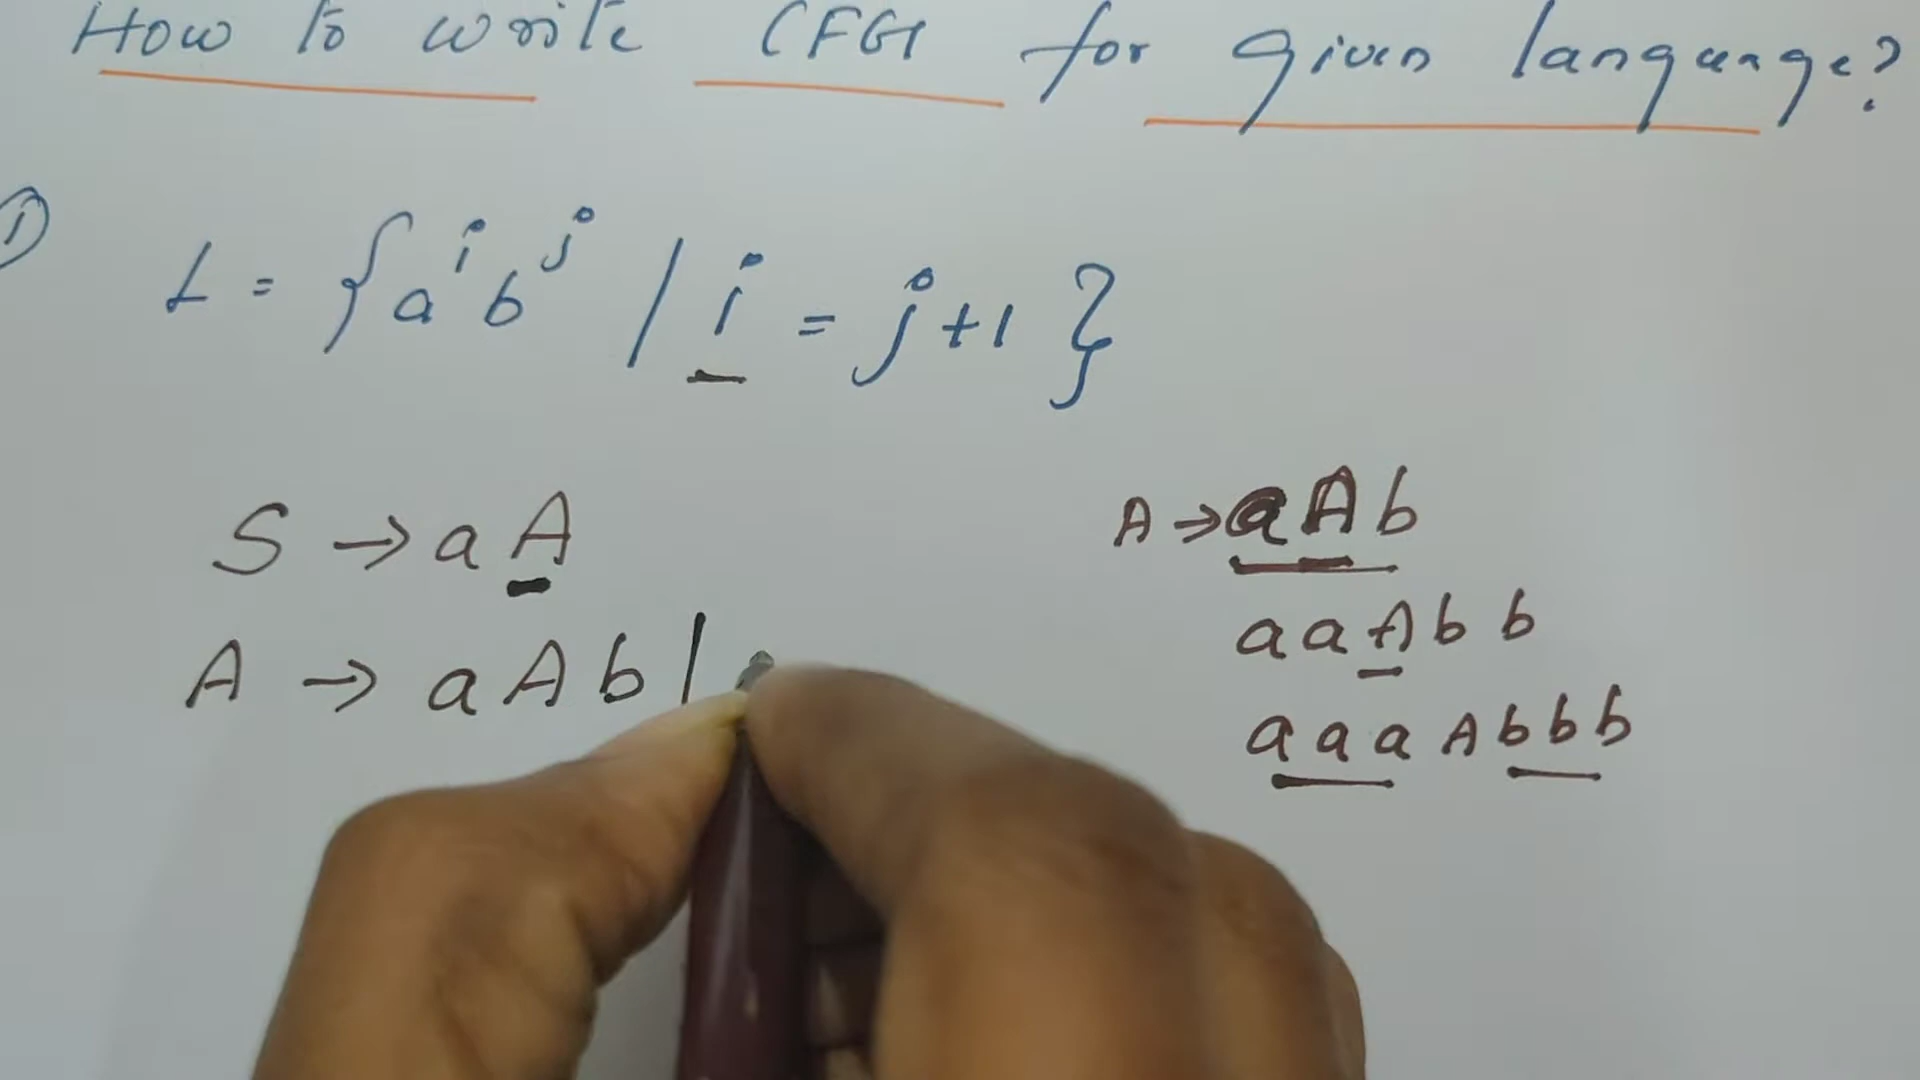 How to write CFG for given language?
1
L = { a^i b^j / i = j+1 }
S → aA
A → aAb |
A → aAb
aaAbb
aaaAbbb